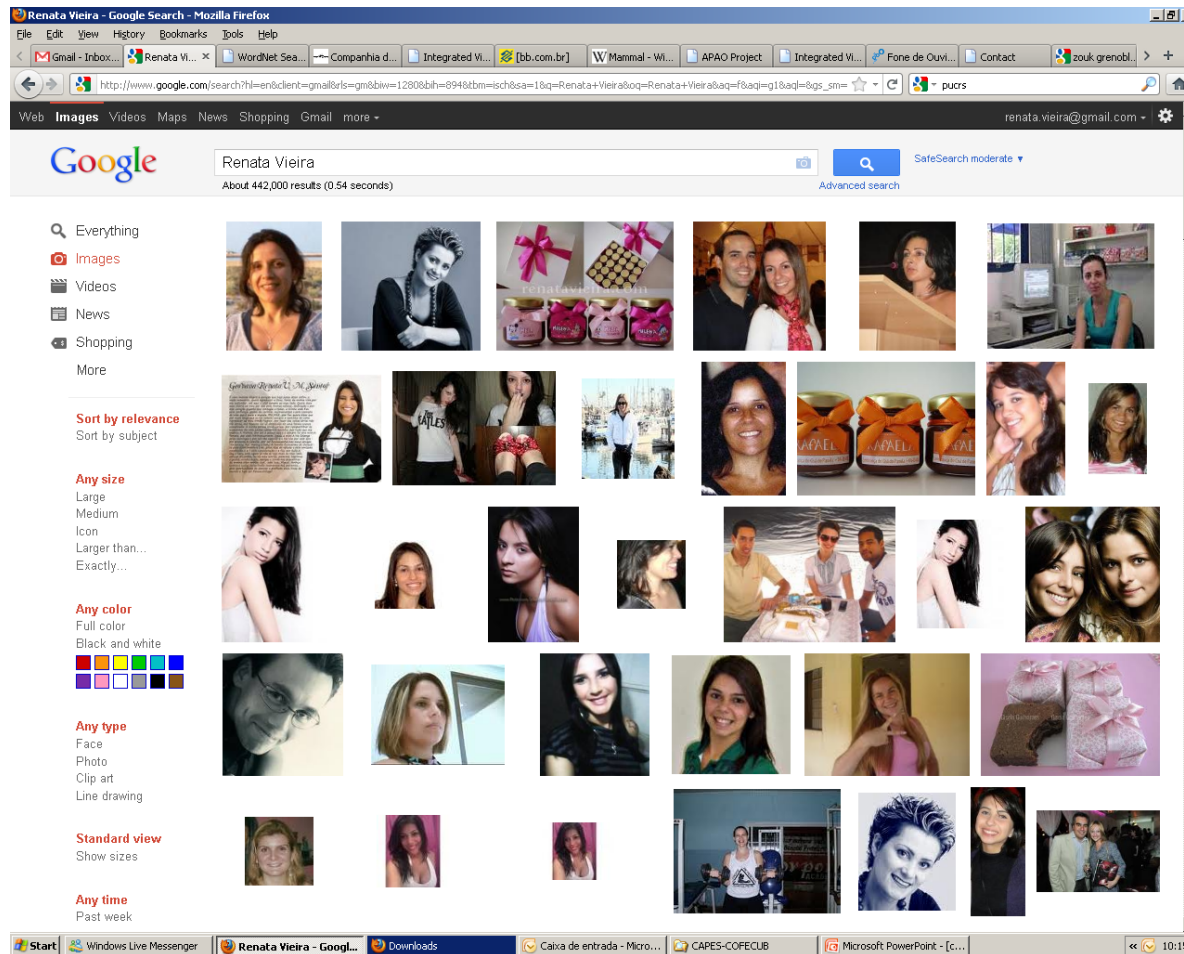 Renata Vieira - Google Search - Mozilla Firefox
File Edit View History Bookmarks Tools Help
Gmail - Inbox... Renata Vi... WordNet Sea... Companhia d... Integrated Vi... [bb.com.br] Mammal - Wi... APAO Project Integrated Vi... Fone de Ouvi... Contact zouk grenobl...
http://www.google.com/search?hl=en&client=gmail&rls=gm&biw=1280&bih=894&tbm=isch&sa=1&q=Renata+Vieira&oq=Renata+Vieira&aq=f&aqi=g1&aql=&gs_sm= pucrs
Web Images Videos Maps News Shopping Gmail more renata.vieira@gmail.com
Google Renata Vieira SafeSearch moderate
About 442,000 results (0.54 seconds) Advanced search
Everything
Images
Videos
News
Shopping
More
Sort by relevance
Sort by subject
Any size
Large
Medium
Icon
Larger than...
Exactly...
Any color
Full color
Black and white
Any type
Face
Photo
Clip art
Line drawing
Standard view
Show sizes
Any time
Past week
renatavieira.com
RAFAEL
Start Windows Live Messenger Renata Vieira - Googl... Downloads Caixa de entrada - Micro... CAPES-COFECUB Microsoft PowerPoint - [c... 10:15